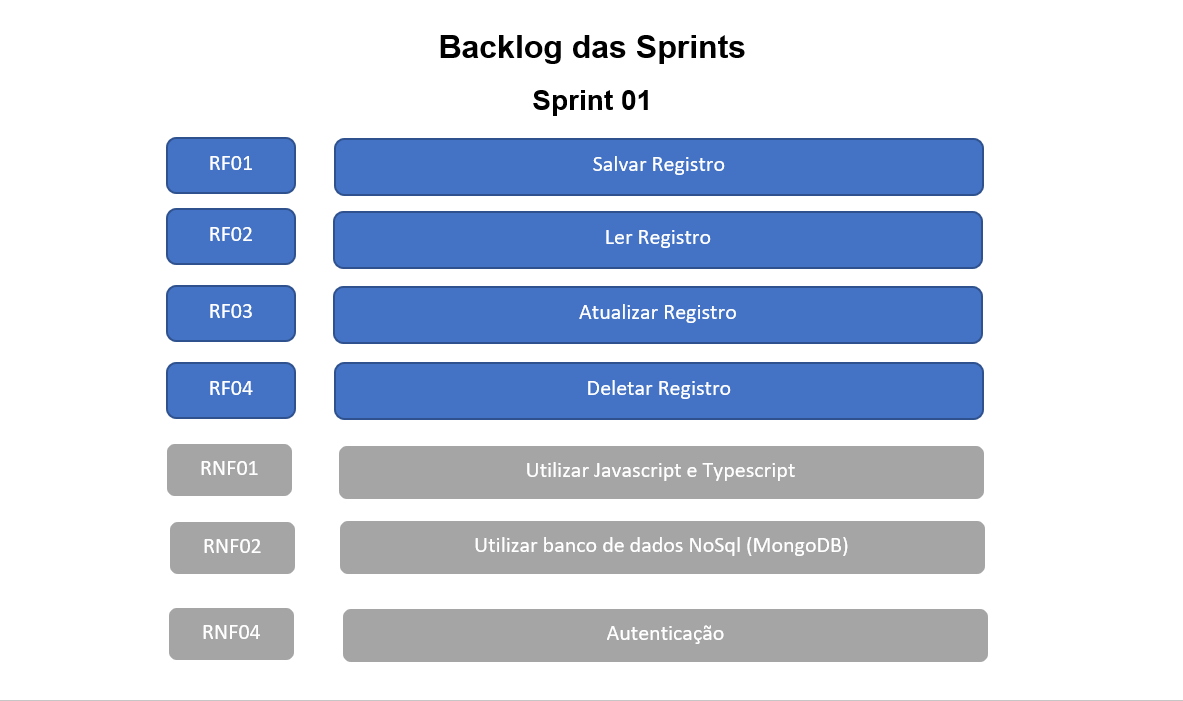 Backlog das Sprints
Sprint 01
RF01 Salvar Registro
RF02 Ler Registro
RF03 Atualizar Registro
RF04 Deletar Registro
RNF01 Utilizar Javascript e Typescript
RNF02 Utilizar banco de dados NoSql (MongoDB)
RNF04 Autenticação